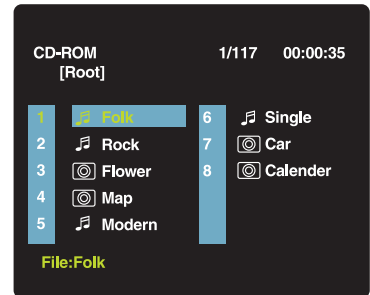 CD-ROM 1/117 00:00:35
[Root]
1 Folk
2 Rock
3 Flower
4 Map
5 Modern
6 Single
7 Car
8 Calender
File:Folk